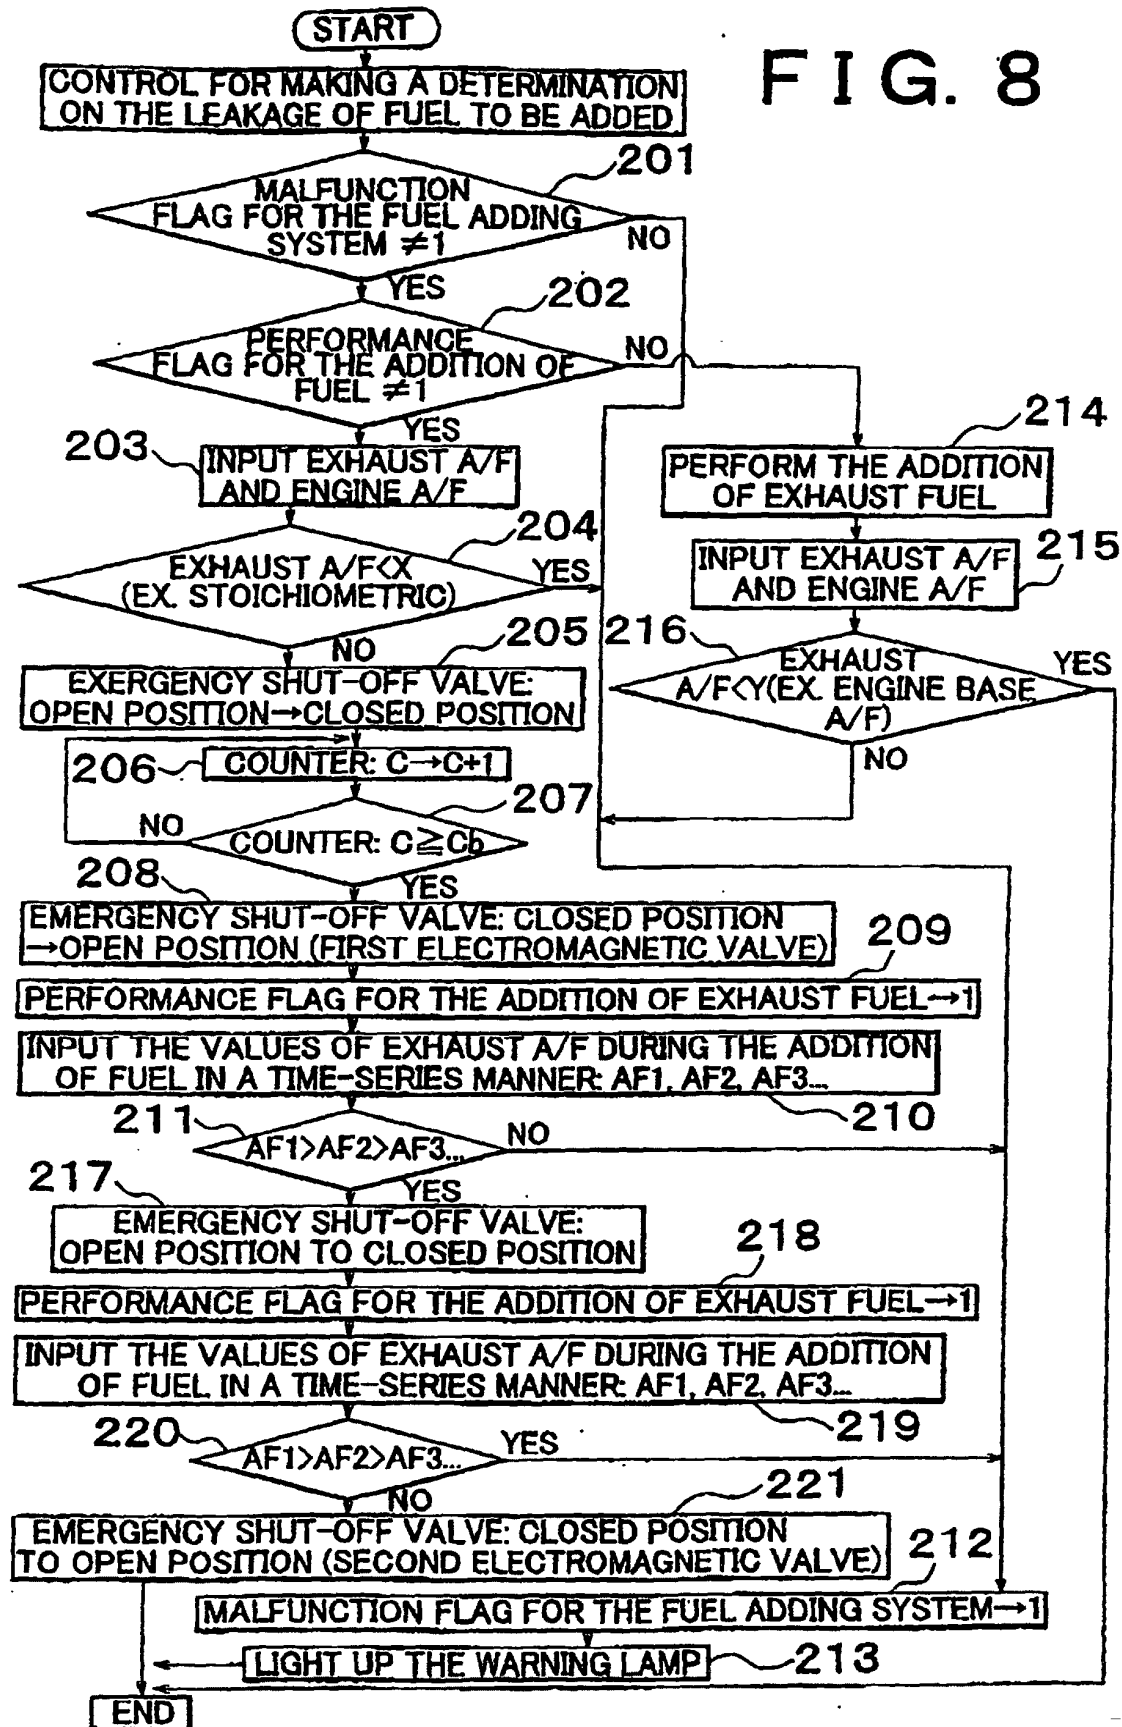 START
FIG. 8
CONTROL FOR MAKING A DETERMINATION
ON THE LEAKAGE OF FUEL TO BE ADDED
201
MALFUNCTION
FLAG FOR THE FUEL ADDING
SYSTEM ≠1
NO
YES
202
PERFORMANCE
FLAG FOR THE ADDITION OF
FUEL ≠1
NO
YES
203
INPUT EXHAUST A/F
AND ENGINE A/F
214
PERFORM THE ADDITION
OF EXHAUST FUEL
204
EXHAUST A/F<X
(EX. STOICHIOMETRIC)
YES
NO
215
INPUT EXHAUST A/F
AND ENGINE A/F
205
EXERGENCY SHUT-OFF VALVE:
OPEN POSITION→CLOSED POSITION
216
EXHAUST
A/F<Y(EX. ENGINE BASE
A/F)
YES
NO
206
COUNTER: C→C+1
207
COUNTER: C≧Cb
NO
YES
208
EMERGENCY SHUT-OFF VALVE: CLOSED POSITION
→OPEN POSITION (FIRST ELECTROMAGNETIC VALVE)
209
PERFORMANCE FLAG FOR THE ADDITION OF EXHAUST FUEL→1
INPUT THE VALUES OF EXHAUST A/F DURING THE ADDITION
OF FUEL IN A TIME-SERIES MANNER: AF1, AF2, AF3...
210
211
AF1>AF2>AF3...
NO
YES
217
EMERGENCY SHUT-OFF VALVE:
OPEN POSITION TO CLOSED POSITION
218
PERFORMANCE FLAG FOR THE ADDITION OF EXHAUST FUEL→1
INPUT THE VALUES OF EXHAUST A/F DURING THE ADDITION
OF FUEL IN A TIME-SERIES MANNER: AF1, AF2, AF3...
219
220
AF1>AF2>AF3...
YES
NO
221
EMERGENCY SHUT-OFF VALVE: CLOSED POSITION
TO OPEN POSITION (SECOND ELECTROMAGNETIC VALVE)
212
MALFUNCTION FLAG FOR THE FUEL ADDING SYSTEM→1
LIGHT UP THE WARNING LAMP
213
END